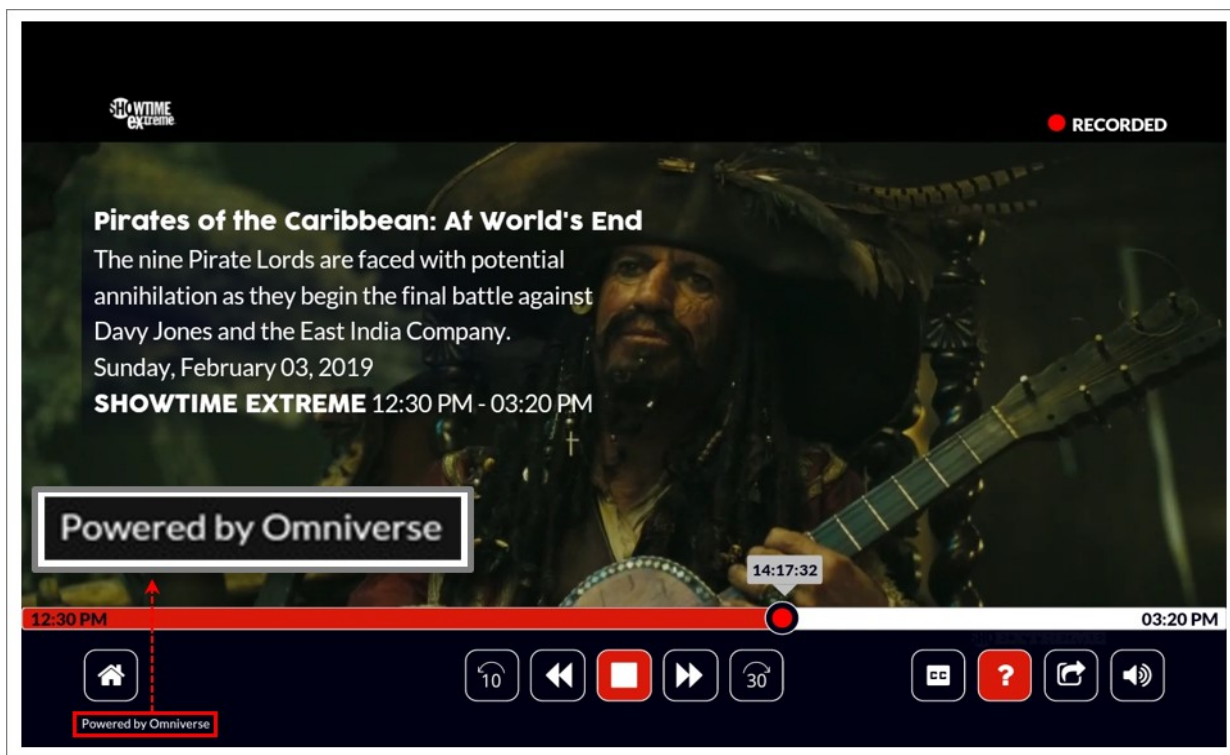 SHOWTIME
extreme
RECORDED
Pirates of the Caribbean: At World's End
The nine Pirate Lords are faced with potential
annihilation as they begin the final battle against
Davy Jones and the East India Company.
Sunday, February 03, 2019
SHOWTIME EXTREME 12:30 PM - 03:20 PM
Powered by Omniverse
14:17:32
12:30 PM
03:20 PM
10
30
CC
?
Powered by Omniverse